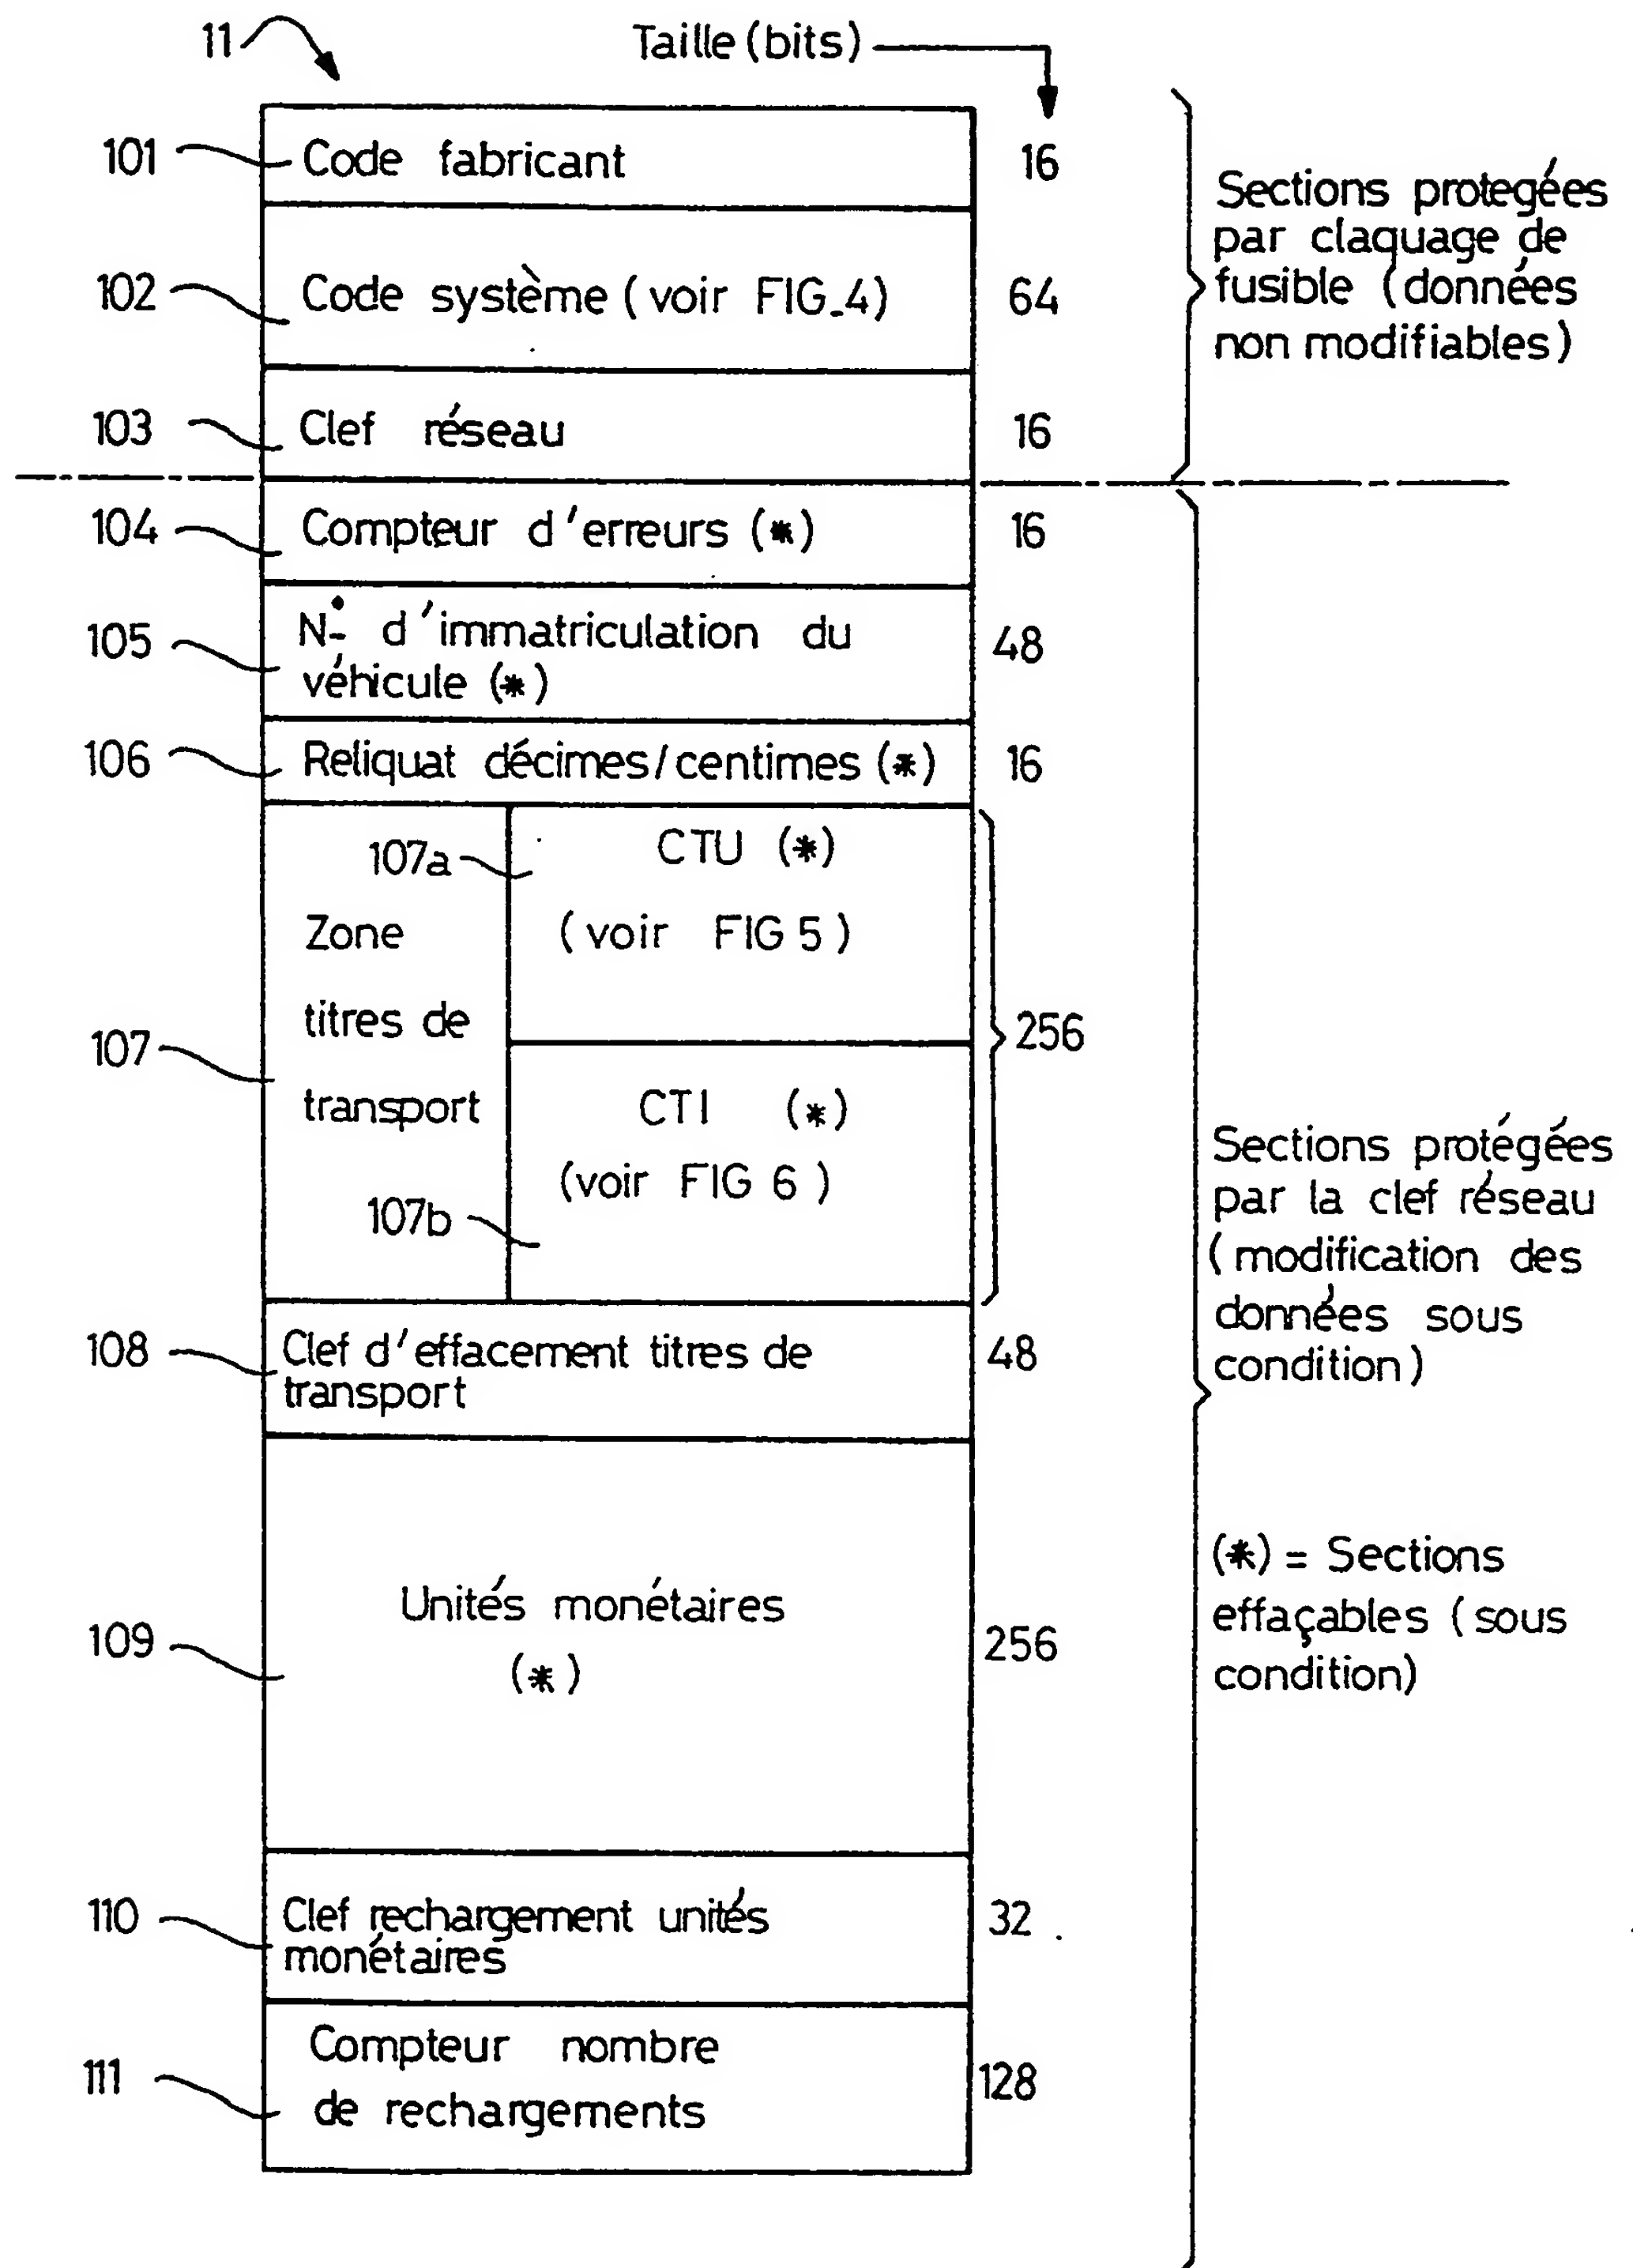 11
Taille (bits)
101
Code fabricant
16
102
Code système (voir FIG_4)
64
103
Clef réseau
16
Sections protegées
par claquage de
fusible (données
non modifiables)
104
Compteur d'erreurs (*)
16
105
N° d'immatriculation du
véhicule (*)
48
106
Reliquat décimes/centimes (*)
16
107
Zone
titres de
transport
107a
CTU (*)
(voir FIG 5)
107b
CTI (*)
(voir FIG 6)
256
108
Clef d'effacement titres de
transport
48
109
Unités monétaires
(*)
256
110
Clef rechargement unités
monétaires
32
111
Compteur nombre
de rechargements
128
Sections protégées
par la clef réseau
(modification des
données sous
condition)
(*) = Sections
effaçables (sous
condition)